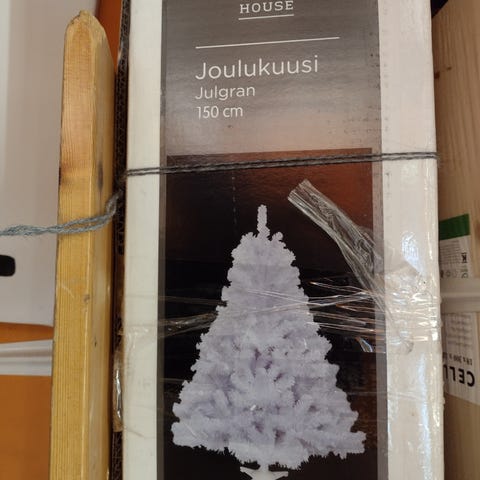 HOUSE
Joulukuusi
Julgran
150 cm
CELL